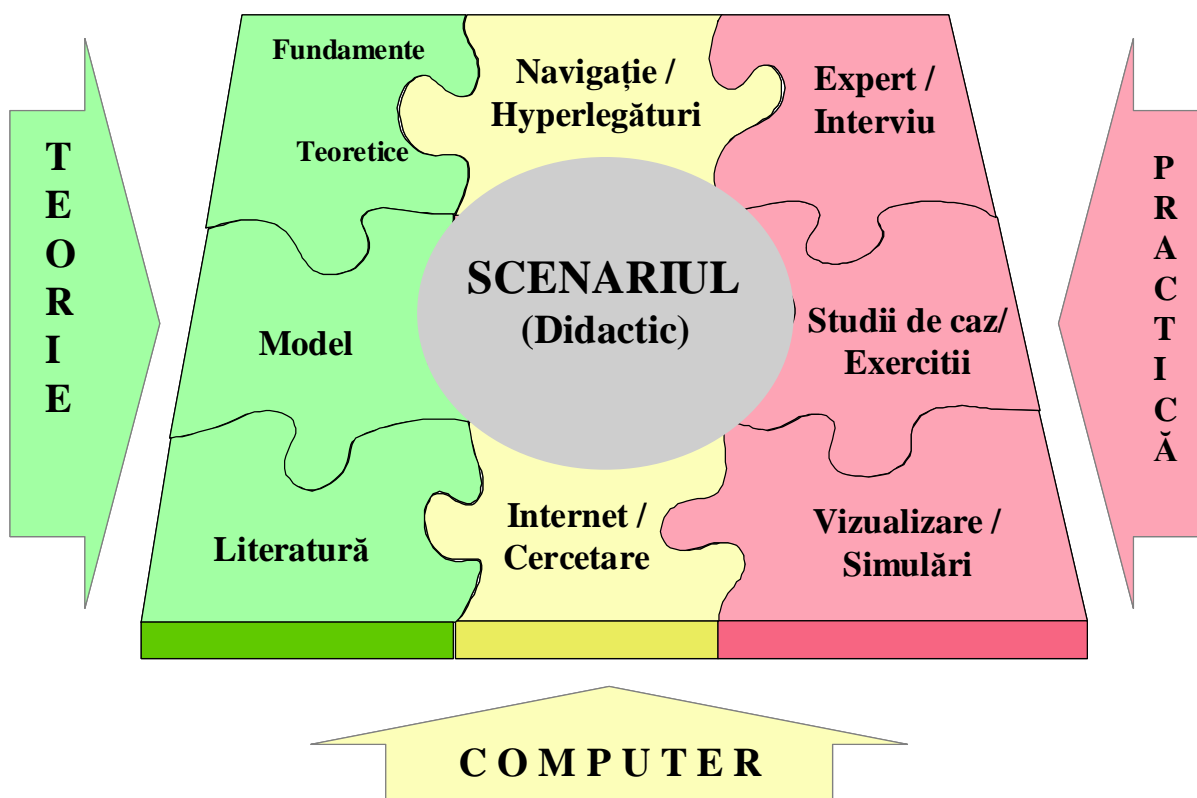 Fundamente
Teoretice
Navigație /
Hyperlegături
Expert /
Interviu
TEORIE
PRACTICĂ
Model
SCENARIUL
(Didactic)
Studii de caz/
Exercitii
Literatură
Internet /
Cercetare
Vizualizare /
Simulări
COMPUTER